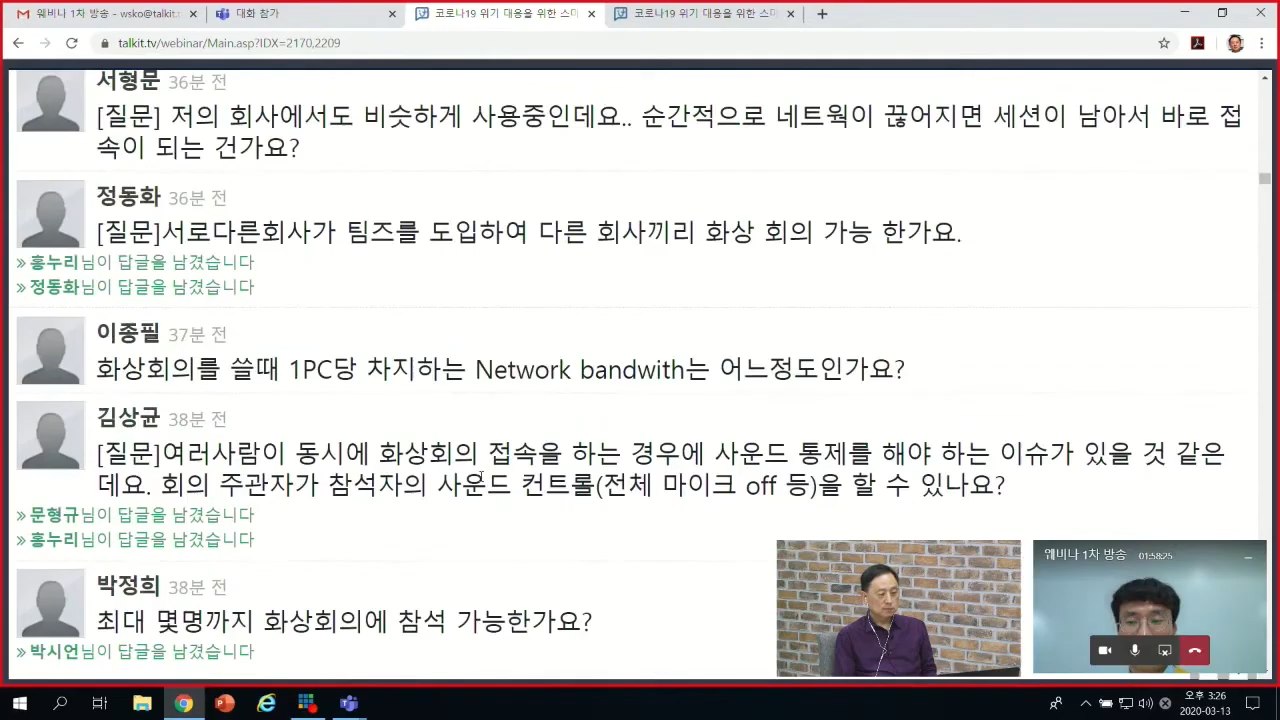 웨비나 1차 방송 - wsko@talkit.
대화 참가
코로나19 위기 대응을 위한 스마
코로나19 위기 대응을 위한 스마
talkit.tv/webinar/Main.asp?IDX=2170,2209
서형문 36분 전
[질문] 저의 회사에서도 비슷하게 사용중인데요.. 순간적으로 네트웍이 끊어지면 세션이 남아서 바로 접
속이 되는 건가요?
정동화 36분 전
[질문]서로다른회사가 팀즈를 도입하여 다른 회사끼리 화상 회의 가능 한가요.
» 홍누리님이 답글을 남겼습니다
» 정동화님이 답글을 남겼습니다
이종필 37분 전
화상회의를 쓸때 1PC당 차지하는 Network bandwith는 어느정도인가요?
김상균 38분 전
[질문]여러사람이 동시에 화상회의 접속을 하는 경우에 사운드 통제를 해야 하는 이슈가 있을 것 같은
데요. 회의 주관자가 참석자의 사운드 컨트롤(전체 마이크 off 등)을 할 수 있나요?
» 문형규님이 답글을 남겼습니다
» 홍누리님이 답글을 남겼습니다
박정희 38분 전
최대 몇명까지 화상회의에 참석 가능한가요?
» 박시언님이 답글을 남겼습니다
웨비나 1차 방송 01:58:25
오후 3:26
2020-03-13